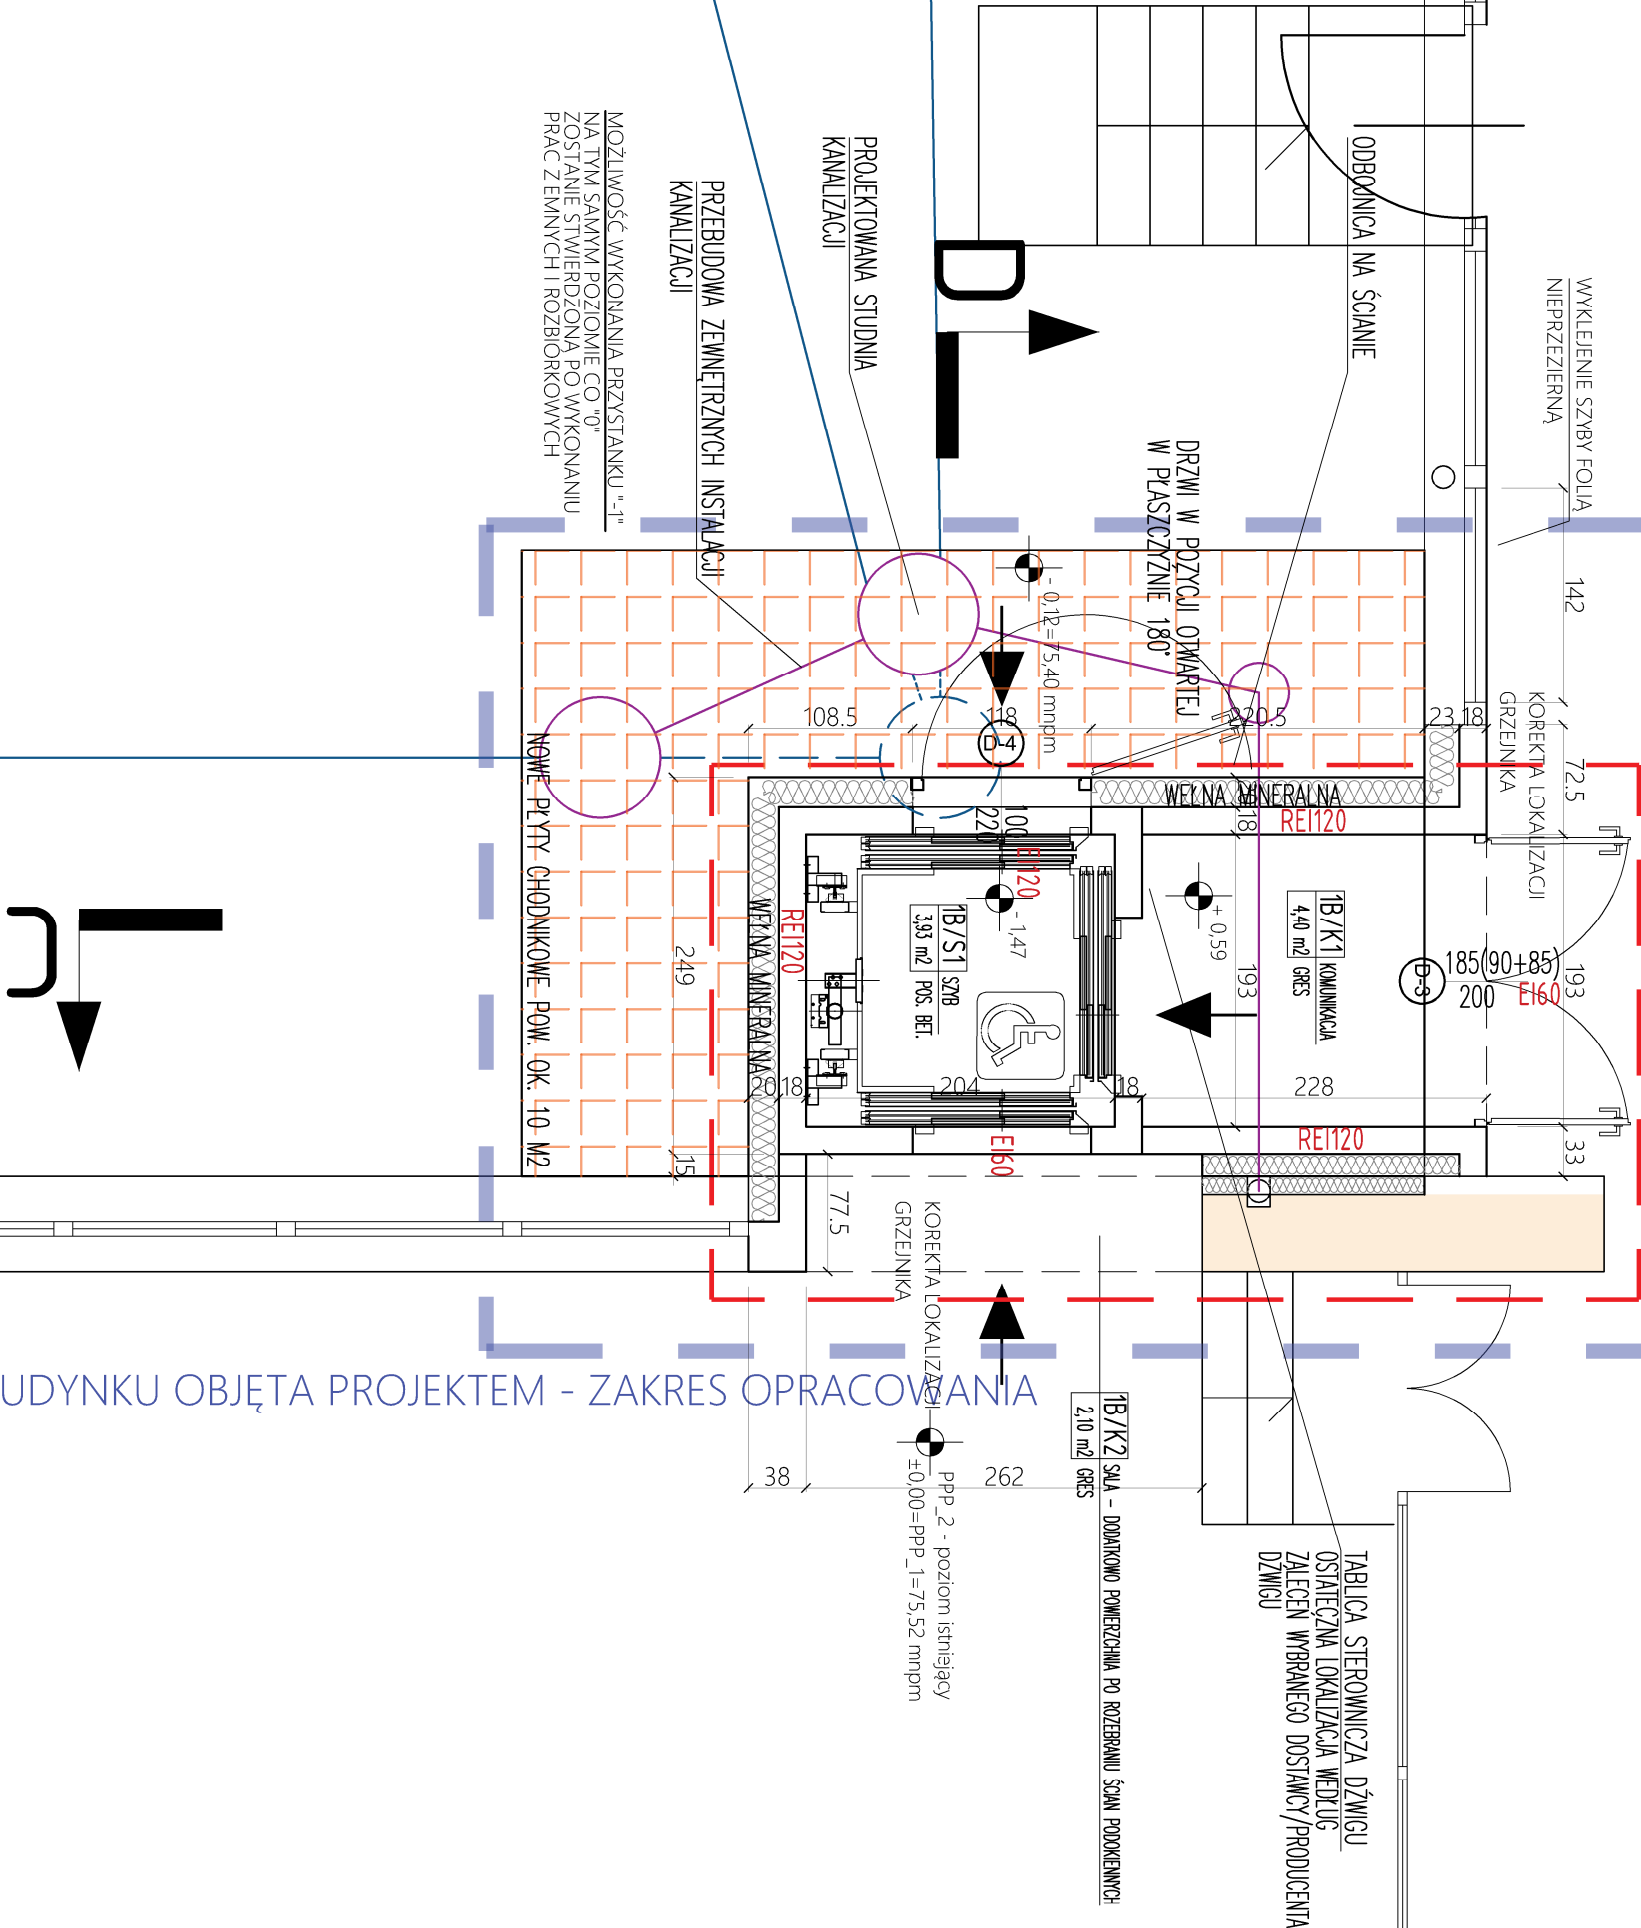 MOŻLIWOŚĆ WYKONANIA PRZYSTANKU "-1"
NA TYM SAMYM POZIOMIE CO "0"
ZOSTANIE STWIERDZONA PO WYKONANIU
PRAC ZIEMNYCH I ROZBIÓRKOWYCH
PRZEBUDOWA ZEWNĘTRZNYCH INSTALACJI
KANALIZACJI
PROJEKTOWANA STUDNIA
KANALIZACJI
D
ODBOJNICA NA ŚCIANIE
WYKLEJENIE SZYBY FOLIĄ
NIEPRZEZIERNĄ
DRZWI W POZYCJI OTWARTEJ
W PŁASZCZYŹNIE 180°
- 0,12=75,40 mnpm
142
KOREKTA LOKALIZACJI
GRZEJNIKA
108.5
118
220.5
23
18
72.5
D-4
WEŁNA MINERALNA
REI120
18
100
220
EI120
NOWE PŁYTY CHODNIKOWE POW. OK. 10 M2
C
249
15
WEŁNA MINERALNA
REI120
1B/S1 SZYB
3,93 m2 POS. BET.
- 1,47
+ 0,59
193
1B/K1 KOMUNIKACJA
4,40 m2 GRES
D-3
185(90+85)
200
EI60
193
20
18
204
18
228
REI120
EI60
33
77.5
KOREKTA LOKALIZACJI
GRZEJNIKA
UDYNKU OBJĘTA PROJEKTEM - ZAKRES OPRACOWANIA
38
262
PPP_2 - poziom istniejący
±0,00=PPP_1=75,52 mnpm
1B/K2 SALA - DODATKOWO POWIERZCHNIA PO ROZEBRANIU ŚCIAN PODOKIENNYCH
2,10 m2 GRES
TABLICA STEROWNICZA DŹWIGU
OSTATECZNA LOKALIZACJA WEDŁUG
ZALECEŃ WYBRANEGO DOSTAWCY/PRODUCENTA
DŹWIGU